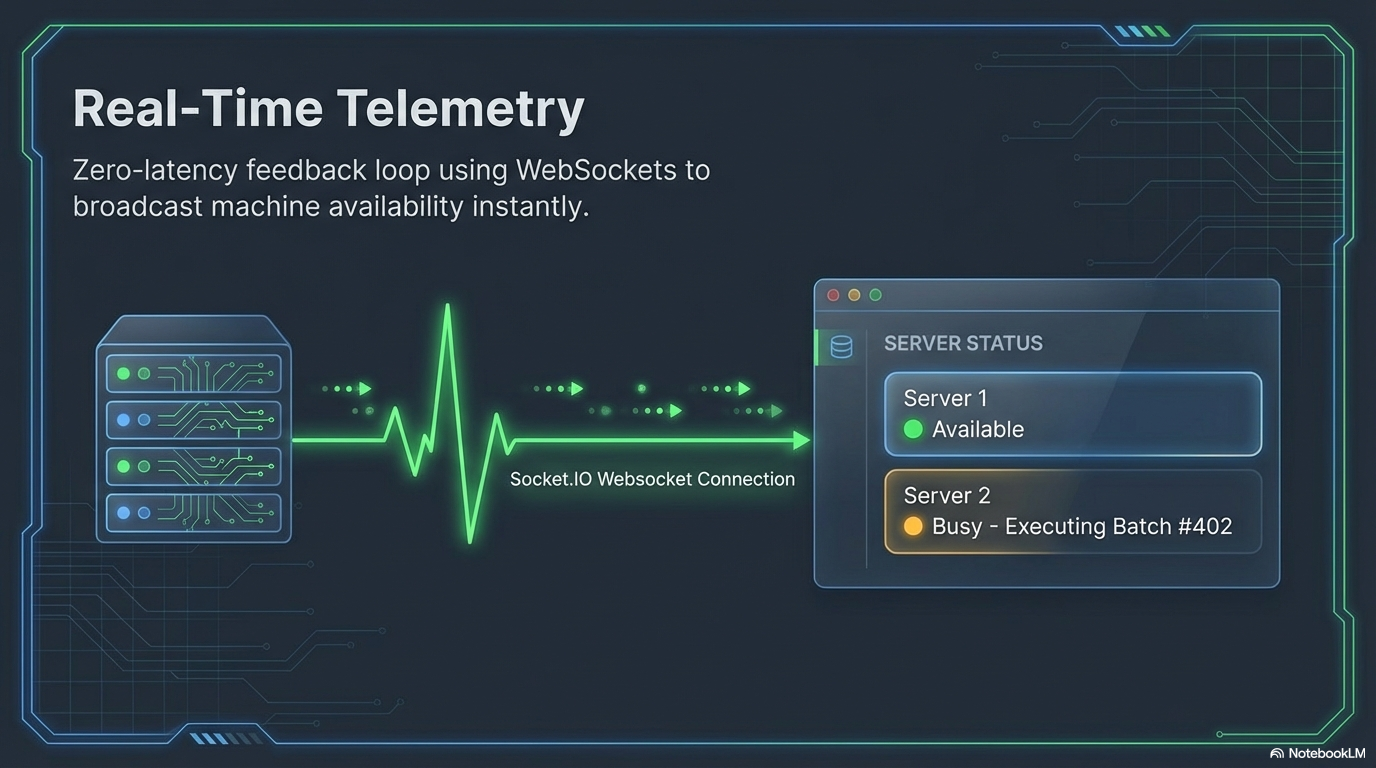 Real-Time Telemetry
Zero-latency feedback loop using WebSockets to
broadcast machine availability instantly.
Socket.IO Websocket Connection
SERVER STATUS
Server 1
Available
Server 2
Busy - Executing Batch #402
NotebookLM